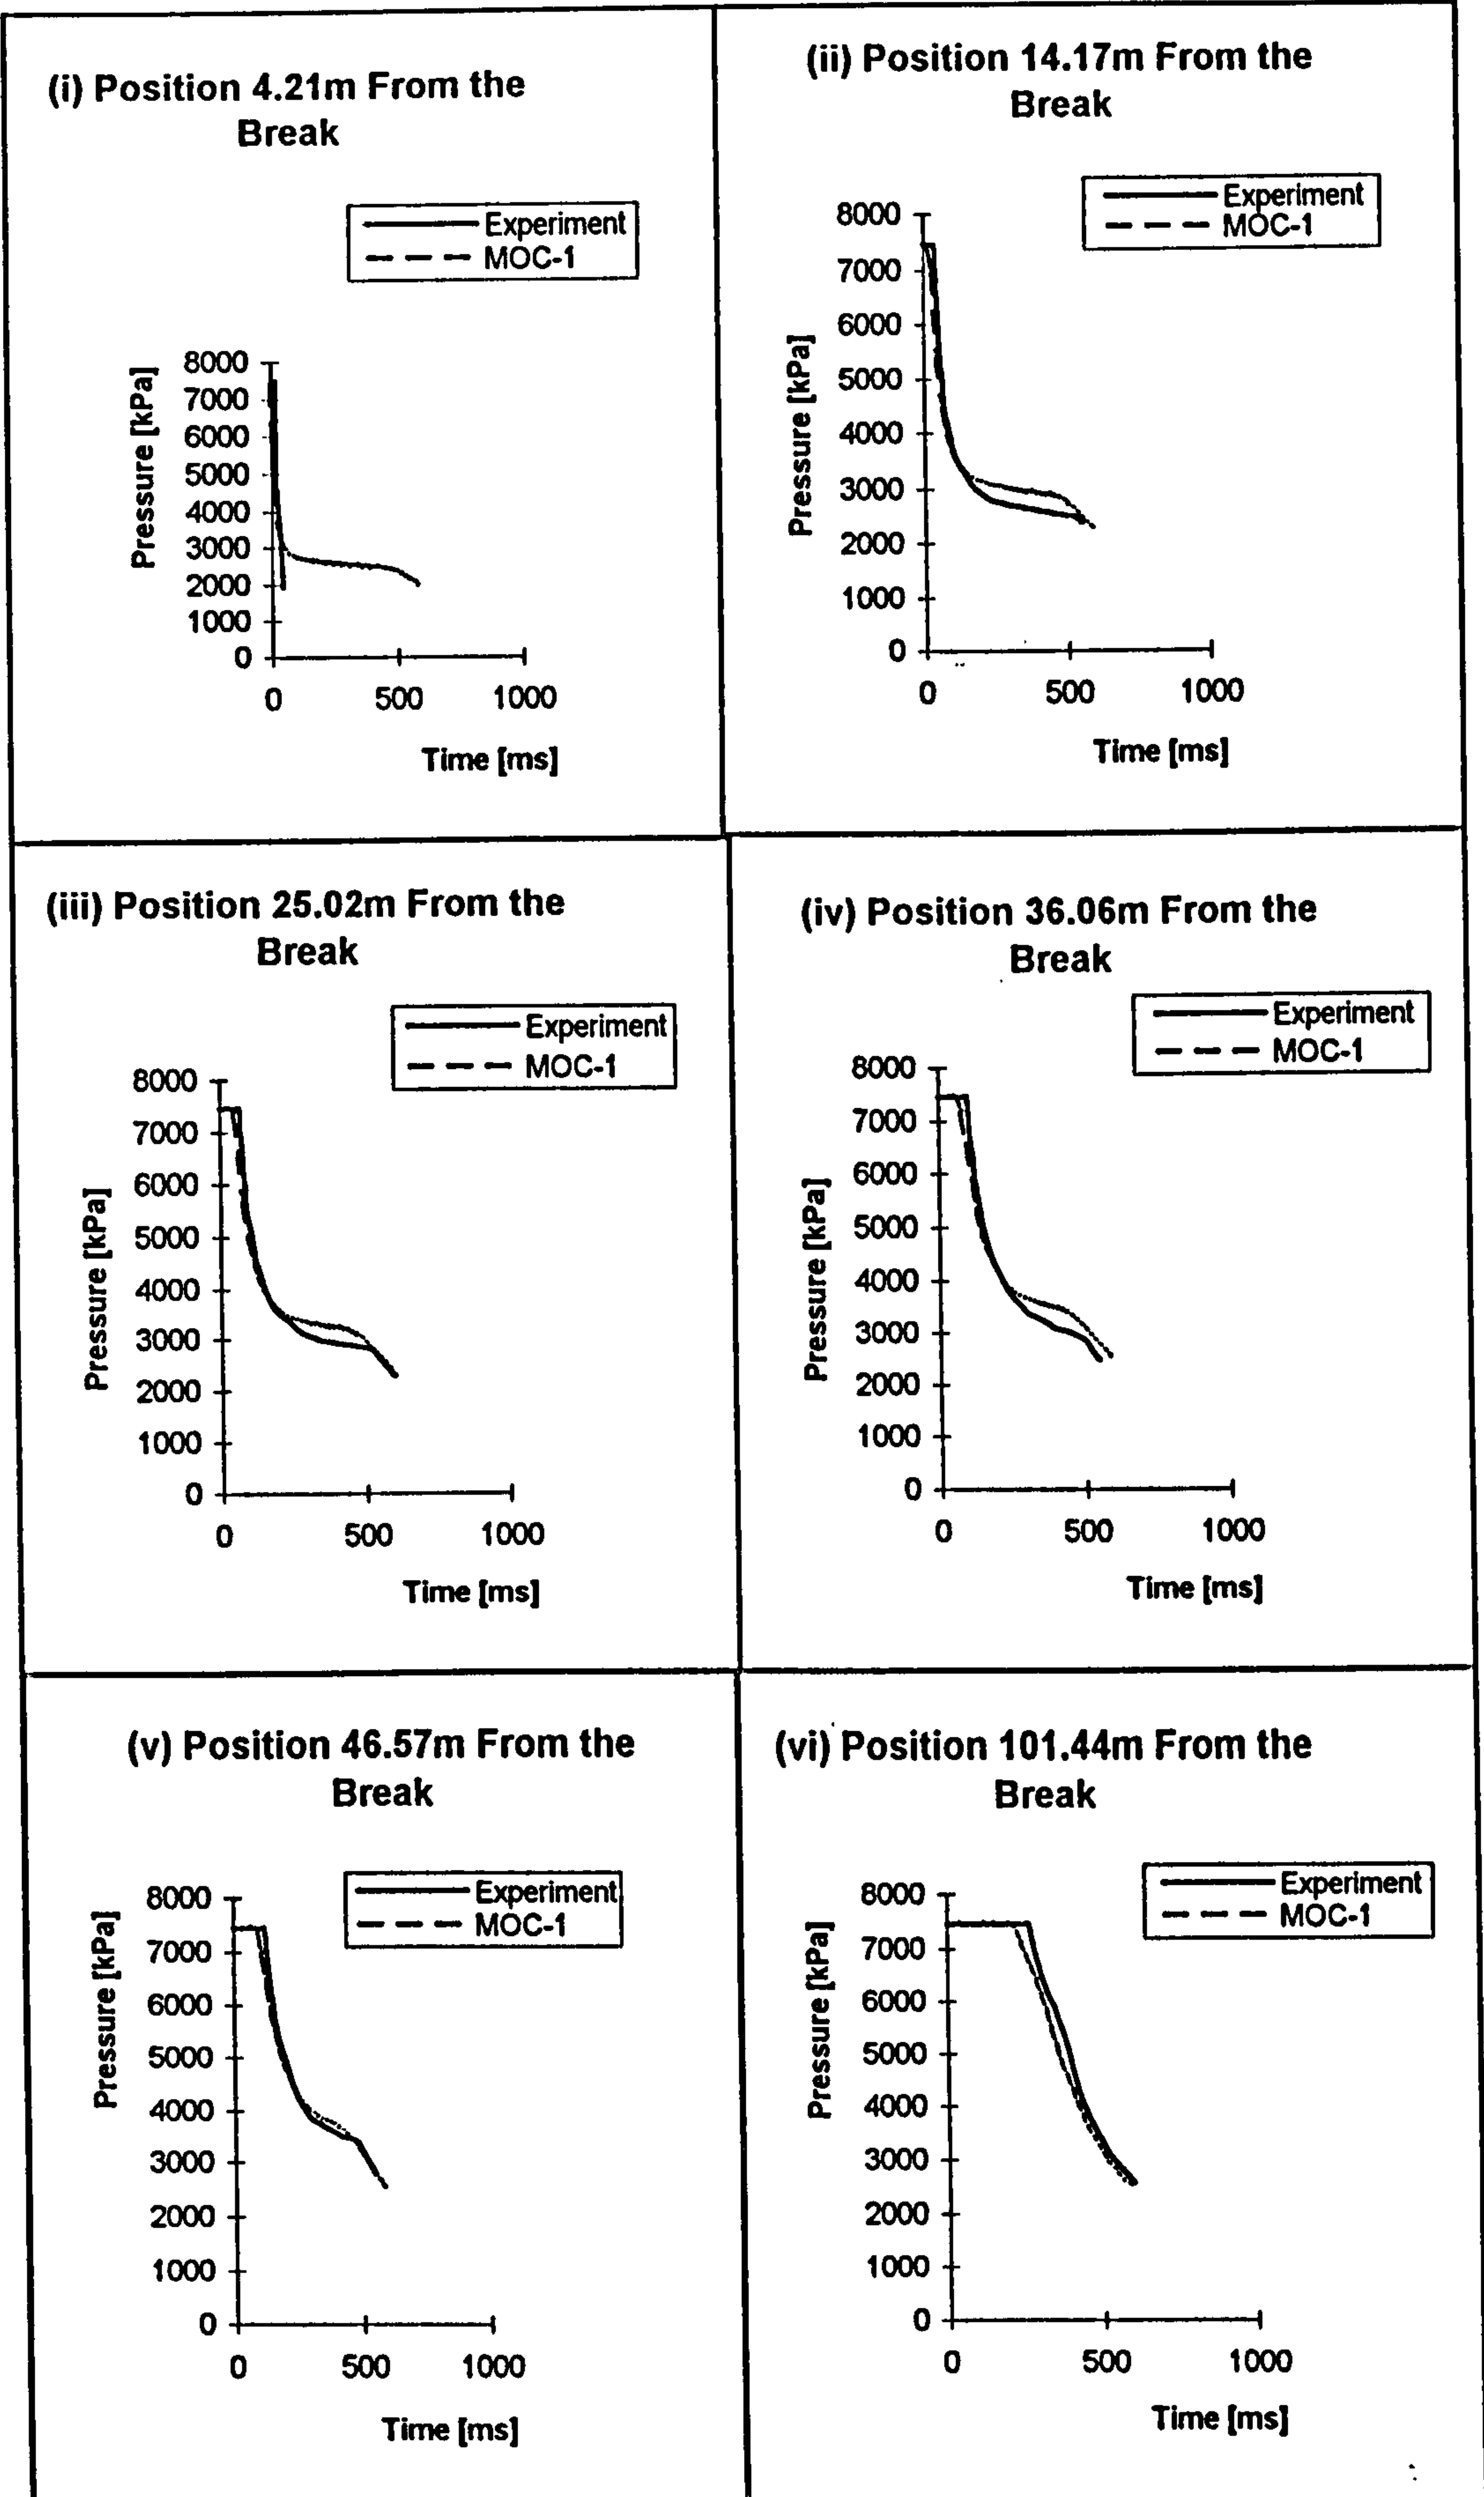 (i) Position 4.21m From the
Break
Experiment
MOC-1
Pressure [kPa]
8000
7000
6000
5000
4000
3000
2000
1000
0
0 500 1000
Time [ms]
(ii) Position 14.17m From the
Break
Experiment
MOC-1
Pressure [kPa]
8000
7000
6000
5000
4000
3000
2000
1000
0
0 500 1000
Time [ms]
(iii) Position 25.02m From the
Break
Experiment
MOC-1
Pressure [kPa]
8000
7000
6000
5000
4000
3000
2000
1000
0
0 500 1000
Time [ms]
(iv) Position 36.06m From the
Break
Experiment
MOC-1
Pressure [kPa]
8000
7000
6000
5000
4000
3000
2000
1000
0
0 500 1000
Time [ms]
(v) Position 46.57m From the
Break
Experiment
MOC-1
Pressure [kPa]
8000
7000
6000
5000
4000
3000
2000
1000
0
0 500 1000
Time [ms]
(vi) Position 101.44m From the
Break
Experiment
MOC-1
Pressure [kPa]
8000
7000
6000
5000
4000
3000
2000
1000
0
0 500 1000
Time [ms]